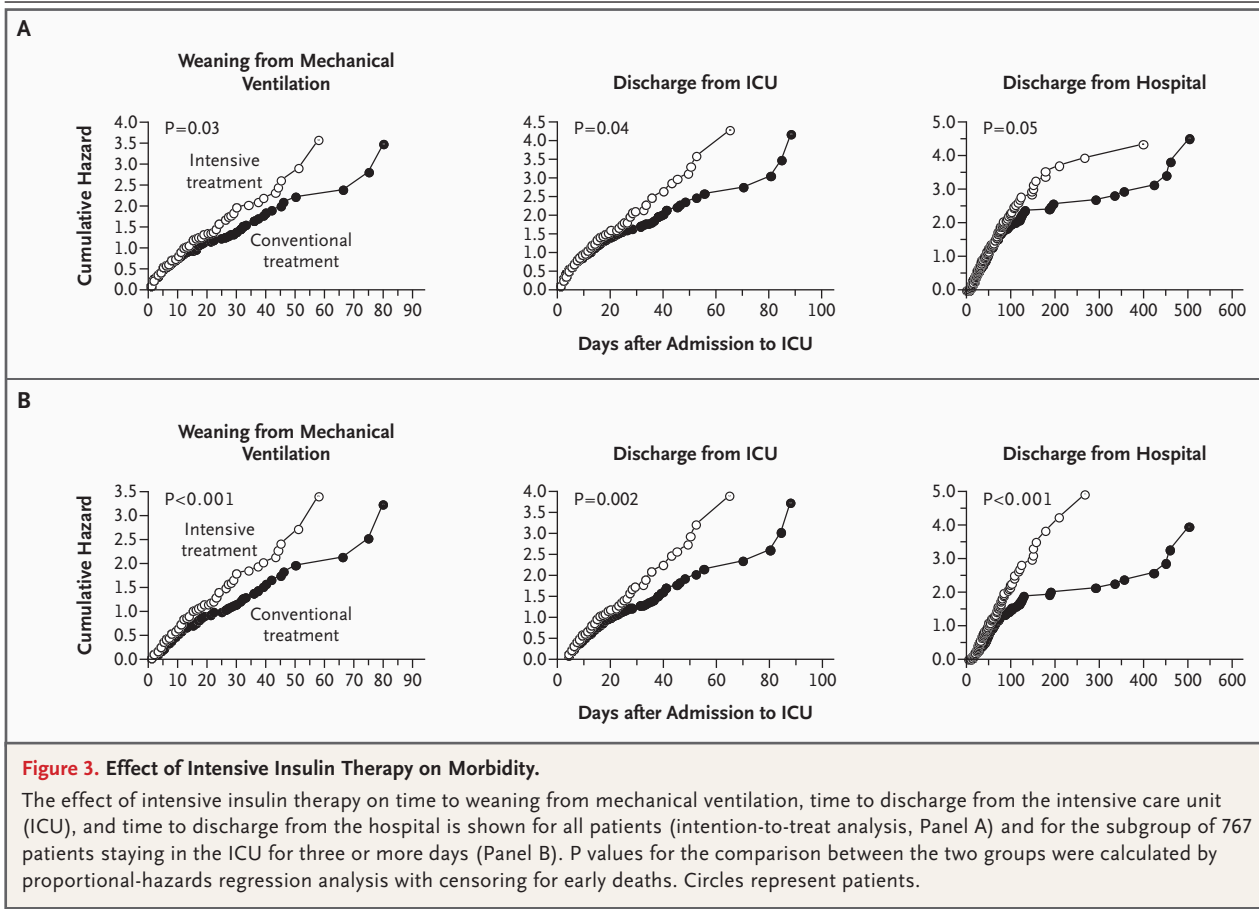 A
Weaning from Mechanical
Ventilation
Discharge from ICU
Discharge from Hospital
Cumulative Hazard
4.0
3.5
3.0
2.5
2.0
1.5
1.0
0.5
0.0
P=0.03
Intensive
treatment
Conventional
treatment
0 10 20 30 40 50 60 70 80 90
4.5
4.0
3.5
3.0
2.5
2.0
1.5
1.0
0.5
0.0
P=0.04
0 20 40 60 80 100
5.0
4.0
3.0
2.0
1.0
0.0
P=0.05
0 100 200 300 400 500 600
Days after Admission to ICU
B
Weaning from Mechanical
Ventilation
Discharge from ICU
Discharge from Hospital
Cumulative Hazard
3.5
3.0
2.5
2.0
1.5
1.0
0.5
0.0
P<0.001
Intensive
treatment
Conventional
treatment
0 10 20 30 40 50 60 70 80 90
4.0
3.5
3.0
2.5
2.0
1.5
1.0
0.5
0.0
P=0.002
0 20 40 60 80 100
5.0
4.0
3.0
2.0
1.0
0.0
P<0.001
0 100 200 300 400 500 600
Days after Admission to ICU
Figure 3. Effect of Intensive Insulin Therapy on Morbidity.
The effect of intensive insulin therapy on time to weaning from mechanical ventilation, time to discharge from the intensive care unit
(ICU), and time to discharge from the hospital is shown for all patients (intention-to-treat analysis, Panel A) and for the subgroup of 767
patients staying in the ICU for three or more days (Panel B). P values for the comparison between the two groups were calculated by
proportional-hazards regression analysis with censoring for early deaths. Circles represent patients.